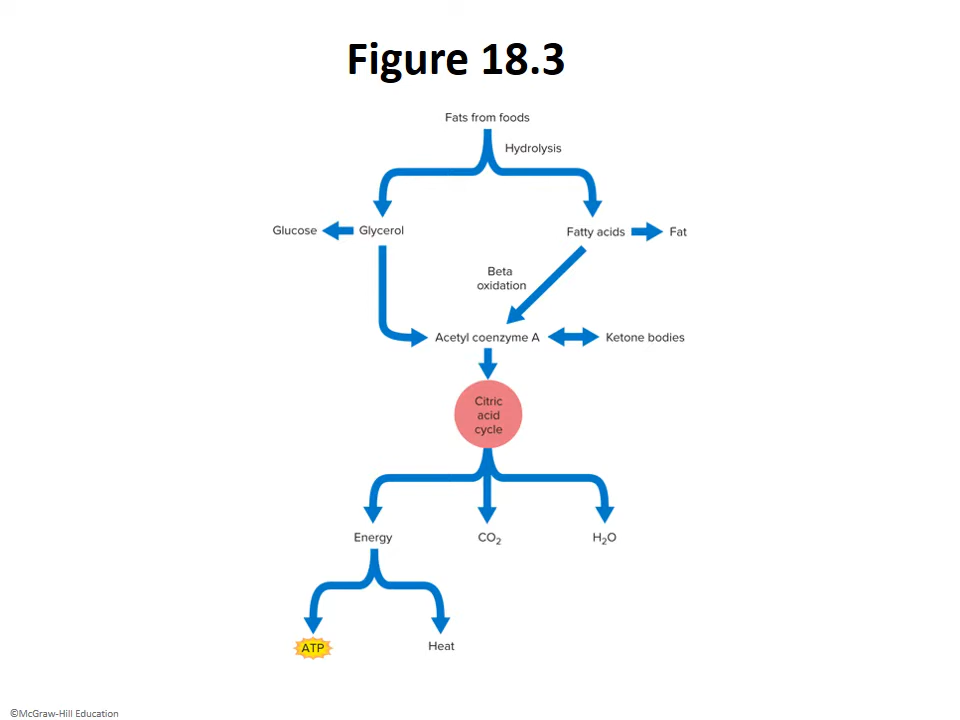 Figure 18.3
Fats from foods
Hydrolysis
Glucose
Glycerol
Fatty acids
Fat
Beta
oxidation
Acetyl coenzyme A
Ketone bodies
Citric
acid
cycle
Energy
CO₂
H₂O
ATP
Heat
©McGraw-Hill Education